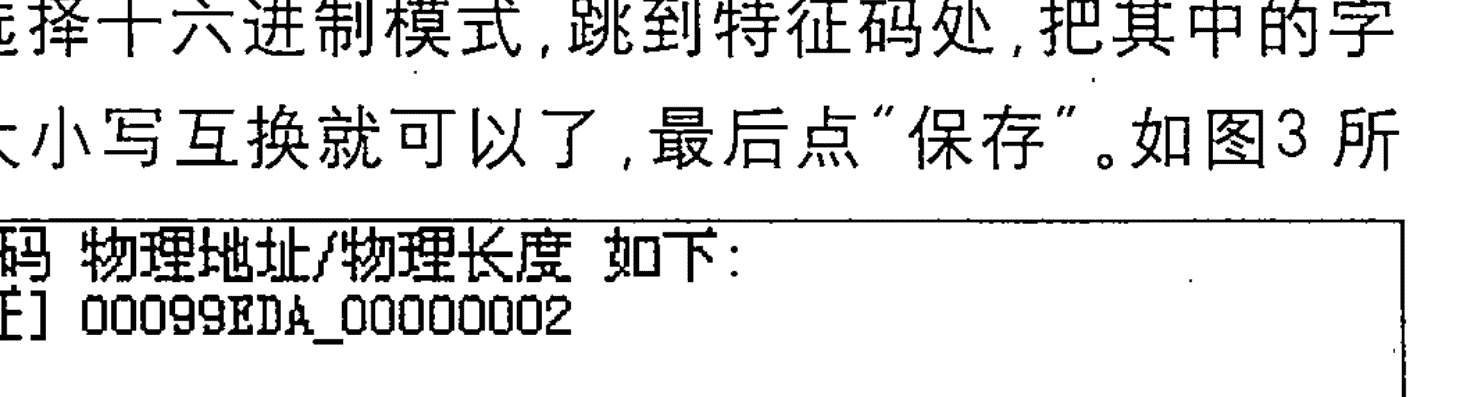 选择十六进制模式,跳到特征码处,把其中的字
大小写互换就可以了,最后点“保存”。如图3 所
码 物理地址/物理长度 如下:
征] 00099EDA_00000002